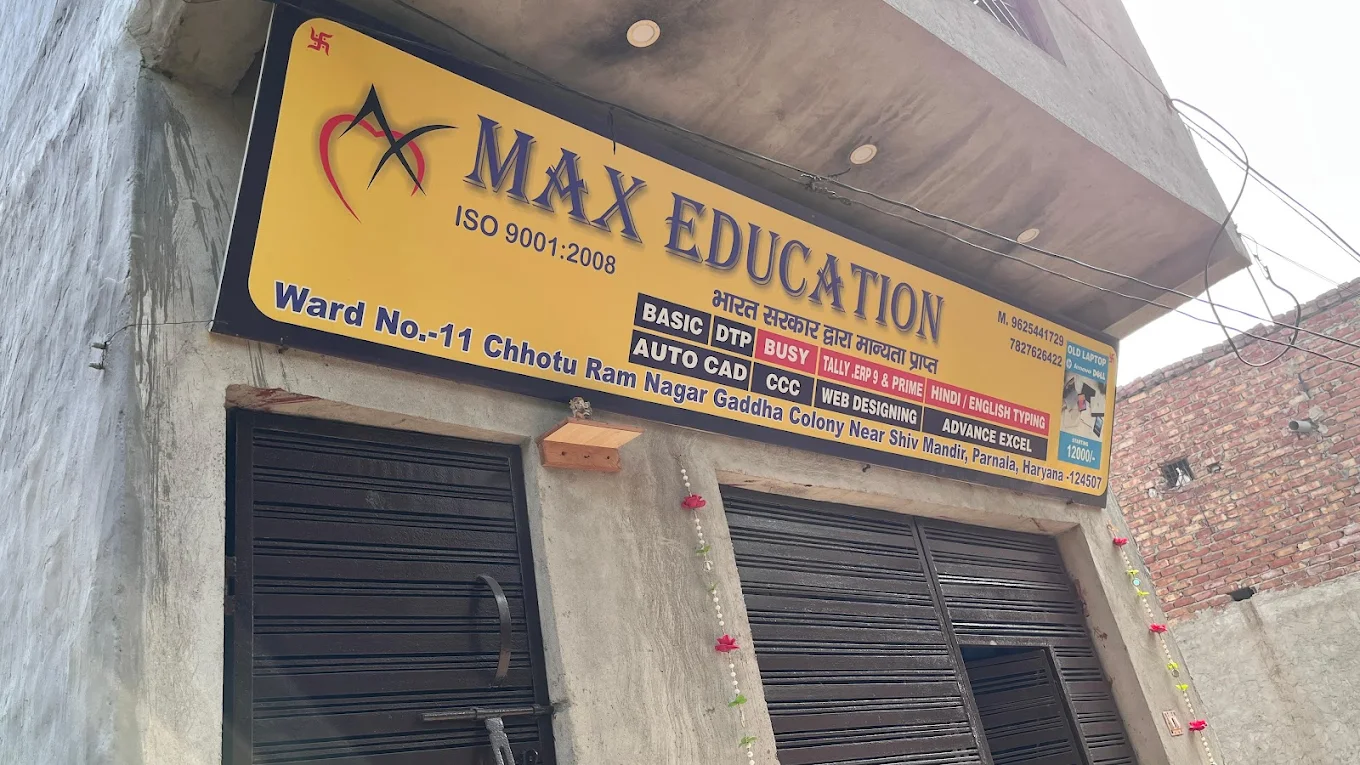 MAX EDUCATION
ISO 9001:2008
भारत सरकार द्वारा मान्यता प्राप्त
M. 9625441729
7827626422
BASIC DTP BUSY TALLY .ERP 9 & PRIME HINDI / ENGLISH TYPING
AUTO CAD CCC WEB DESIGNING ADVANCE EXCEL
OLD LAPTOP
DELL
STARTING
12000/-
Ward No.-11 Chhotu Ram Nagar Gaddha Colony Near Shiv Mandir, Parnala, Haryana -124507